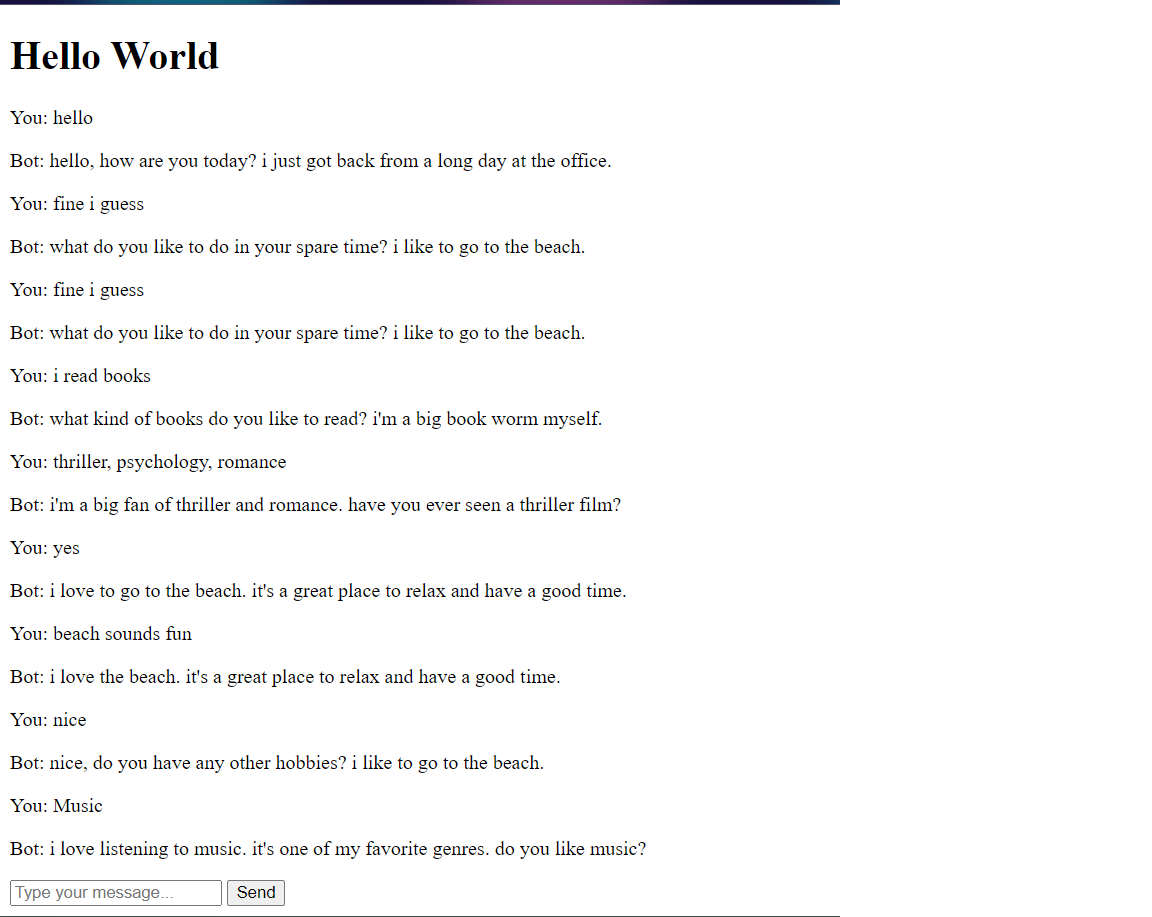 Hello World
You: hello
Bot: hello, how are you today? i just got back from a long day at the office.
You: fine i guess
Bot: what do you like to do in your spare time? i like to go to the beach.
You: fine i guess
Bot: what do you like to do in your spare time? i like to go to the beach.
You: i read books
Bot: what kind of books do you like to read? i'm a big book worm myself.
You: thriller, psychology, romance
Bot: i'm a big fan of thriller and romance. have you ever seen a thriller film?
You: yes
Bot: i love to go to the beach. it's a great place to relax and have a good time.
You: beach sounds fun
Bot: i love the beach. it's a great place to relax and have a good time.
You: nice
Bot: nice, do you have any other hobbies? i like to go to the beach.
You: Music
Bot: i love listening to music. it's one of my favorite genres. do you like music?
Type your message... Send